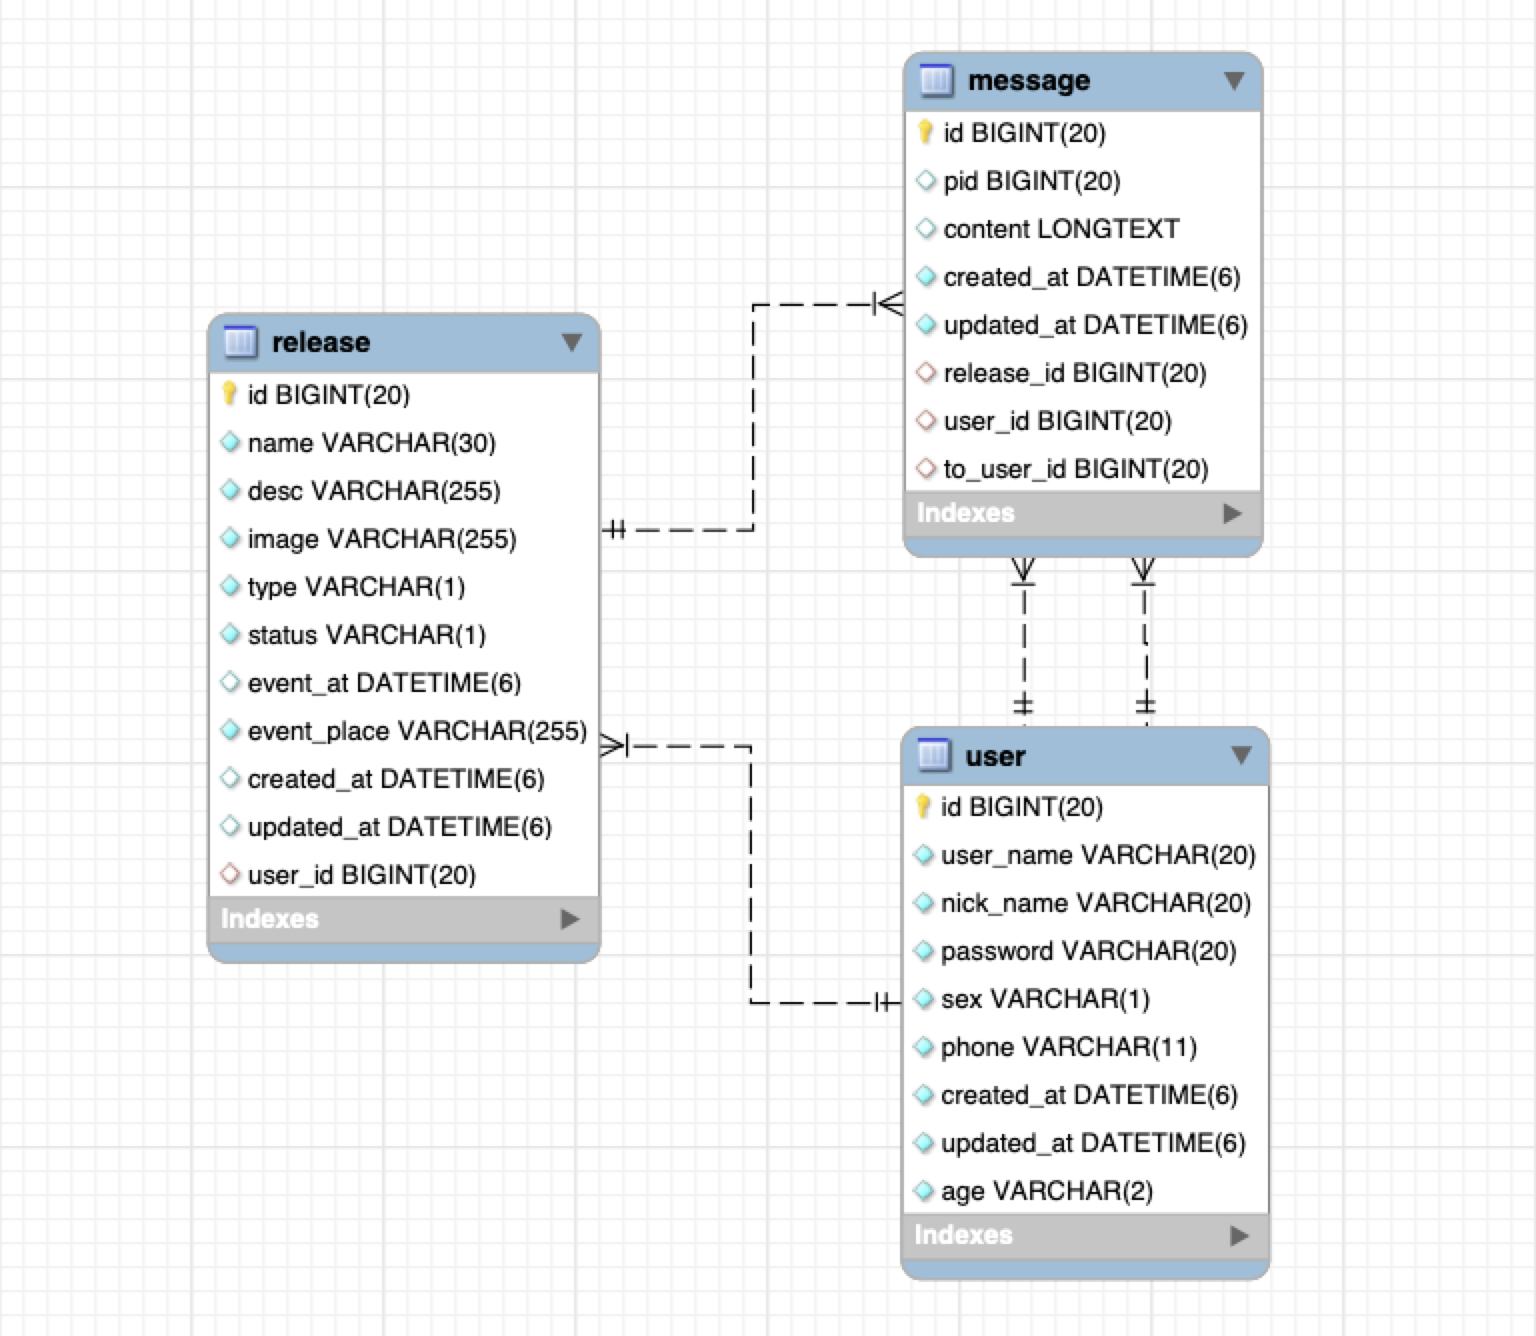 message
id BIGINT(20)
pid BIGINT(20)
content LONGTEXT
created_at DATETIME(6)
updated_at DATETIME(6)
release_id BIGINT(20)
user_id BIGINT(20)
to_user_id BIGINT(20)
Indexes
release
id BIGINT(20)
name VARCHAR(30)
desc VARCHAR(255)
image VARCHAR(255)
type VARCHAR(1)
status VARCHAR(1)
event_at DATETIME(6)
event_place VARCHAR(255)
created_at DATETIME(6)
updated_at DATETIME(6)
user_id BIGINT(20)
Indexes
user
id BIGINT(20)
user_name VARCHAR(20)
nick_name VARCHAR(20)
password VARCHAR(20)
sex VARCHAR(1)
phone VARCHAR(11)
created_at DATETIME(6)
updated_at DATETIME(6)
age VARCHAR(2)
Indexes